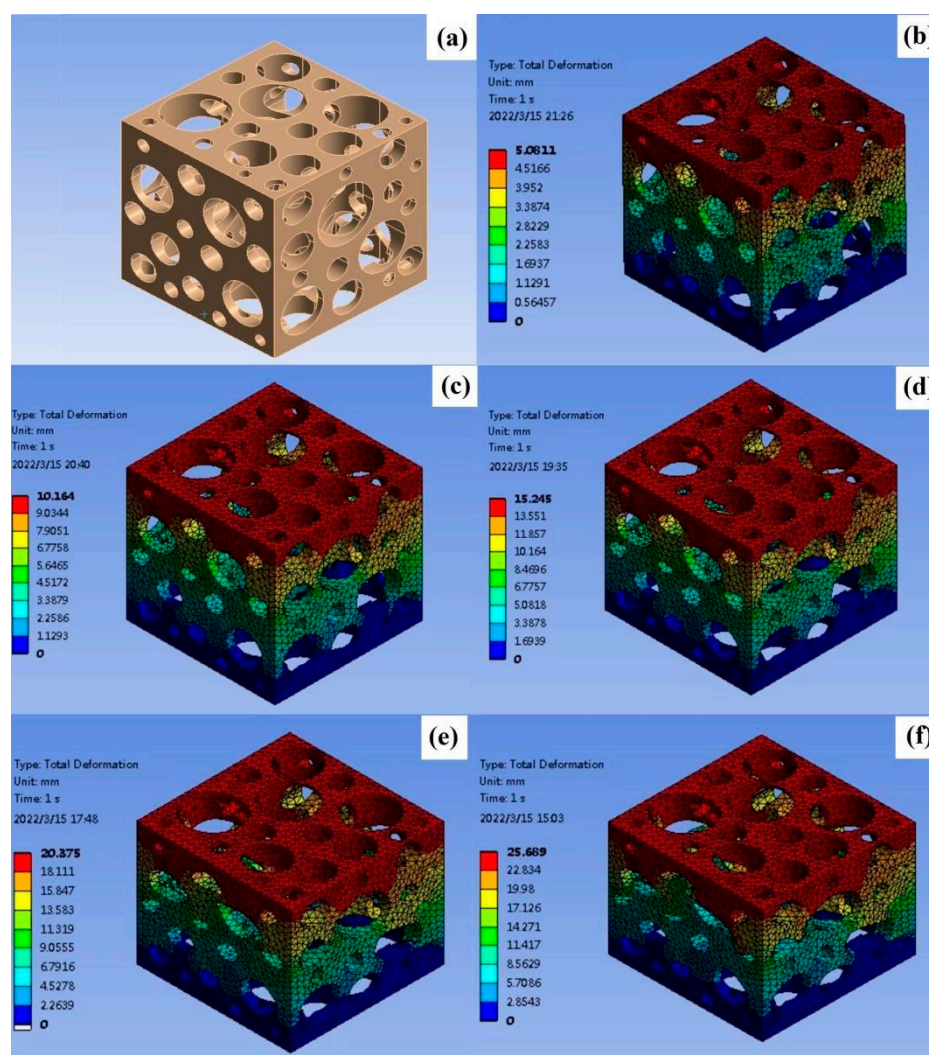 (a)
(b)
Type: Total Deformation
Unit: mm
Time: 1 s
2022/3/15 21:26
5.0811
4.5166
3.952
3.3874
2.8229
2.2583
1.6937
1.1291
0.56457
0
(c)
Type: Total Deformation
Unit: mm
Time: 1 s
2022/3/15 20:40
10.164
9.0344
7.9051
6.7758
5.6465
4.5172
3.3879
2.2586
1.1293
0
(d)
Type: Total Deformation
Unit: mm
Time: 1 s
2022/3/15 19:35
15.245
13.551
11.857
10.164
8.4696
6.7757
5.0818
3.3878
1.6939
0
(e)
Type: Total Deformation
Unit: mm
Time: 1 s
2022/3/15 17:48
20.375
18.111
15.847
13.583
11.319
9.0555
6.7916
4.5278
2.2639
0
(f)
Type: Total Deformation
Unit: mm
Time: 1 s
2022/3/15 15:03
25.689
22.834
19.98
17.126
14.271
11.417
8.5629
5.7086
2.8543
0